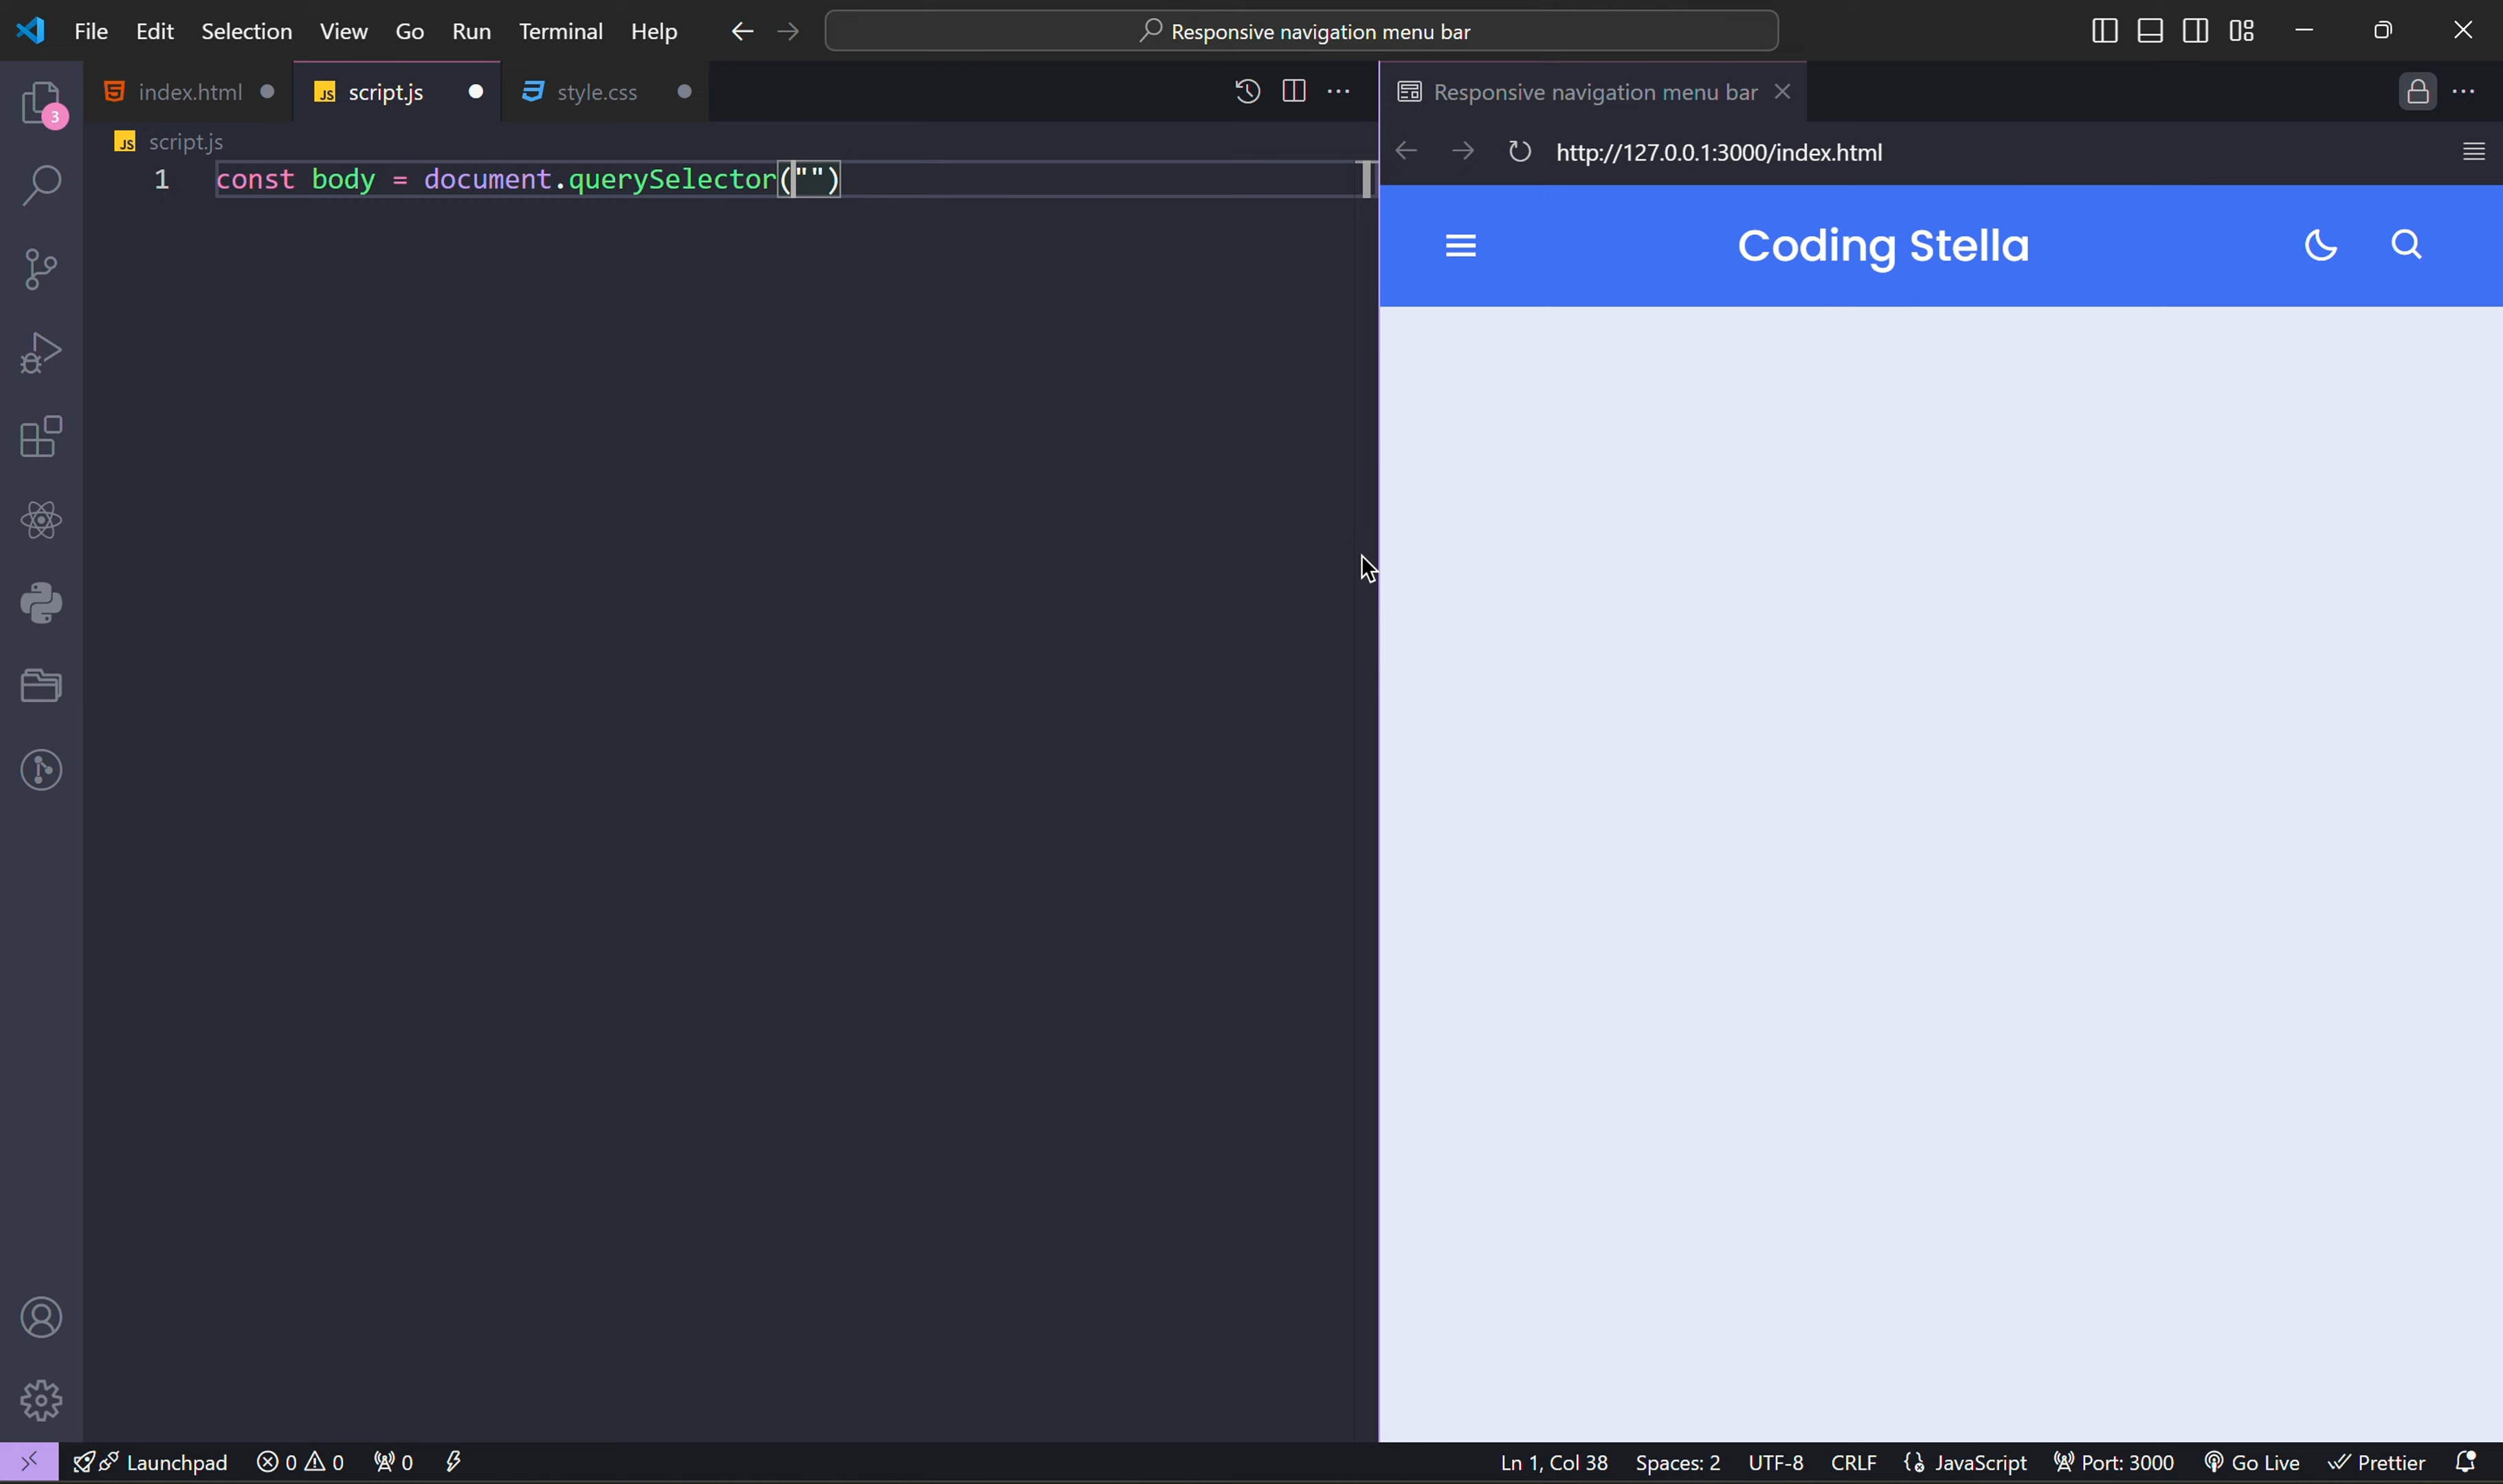 File Edit Selection View Go Run Terminal Help
Responsive navigation menu bar
index.html script.js style.css
Responsive navigation menu bar
3
JS script.js
http://127.0.0.1:3000/index.html
1 const body = document.querySelector("")
Coding Stella
Launchpad 0 0 0
Ln 1, Col 38 Spaces: 2 UTF-8 CRLF JavaScript Port: 3000 Go Live Prettier